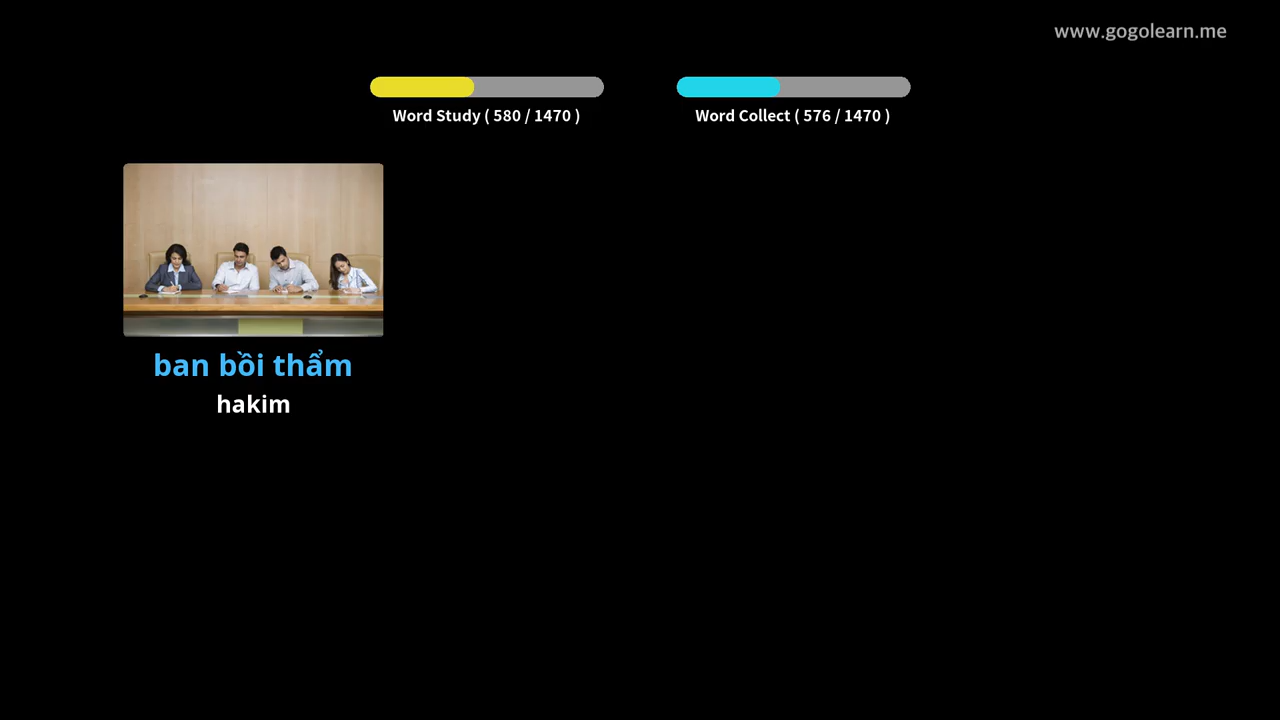 www.gogolearn.me
Word Study ( 580 / 1470 )
Word Collect ( 576 / 1470 )
ban bồi thẩm
hakim